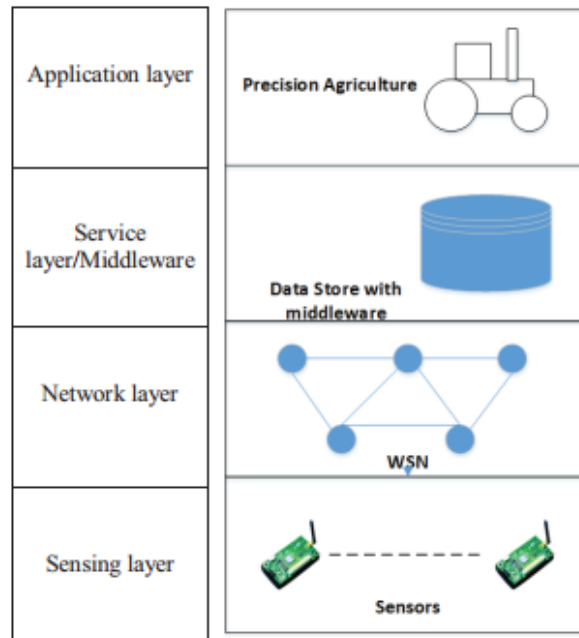 Application layer
Precision Agriculture
Service
layer/Middleware
Data Store with
middleware
Network layer
WSN
Sensing layer
Sensors